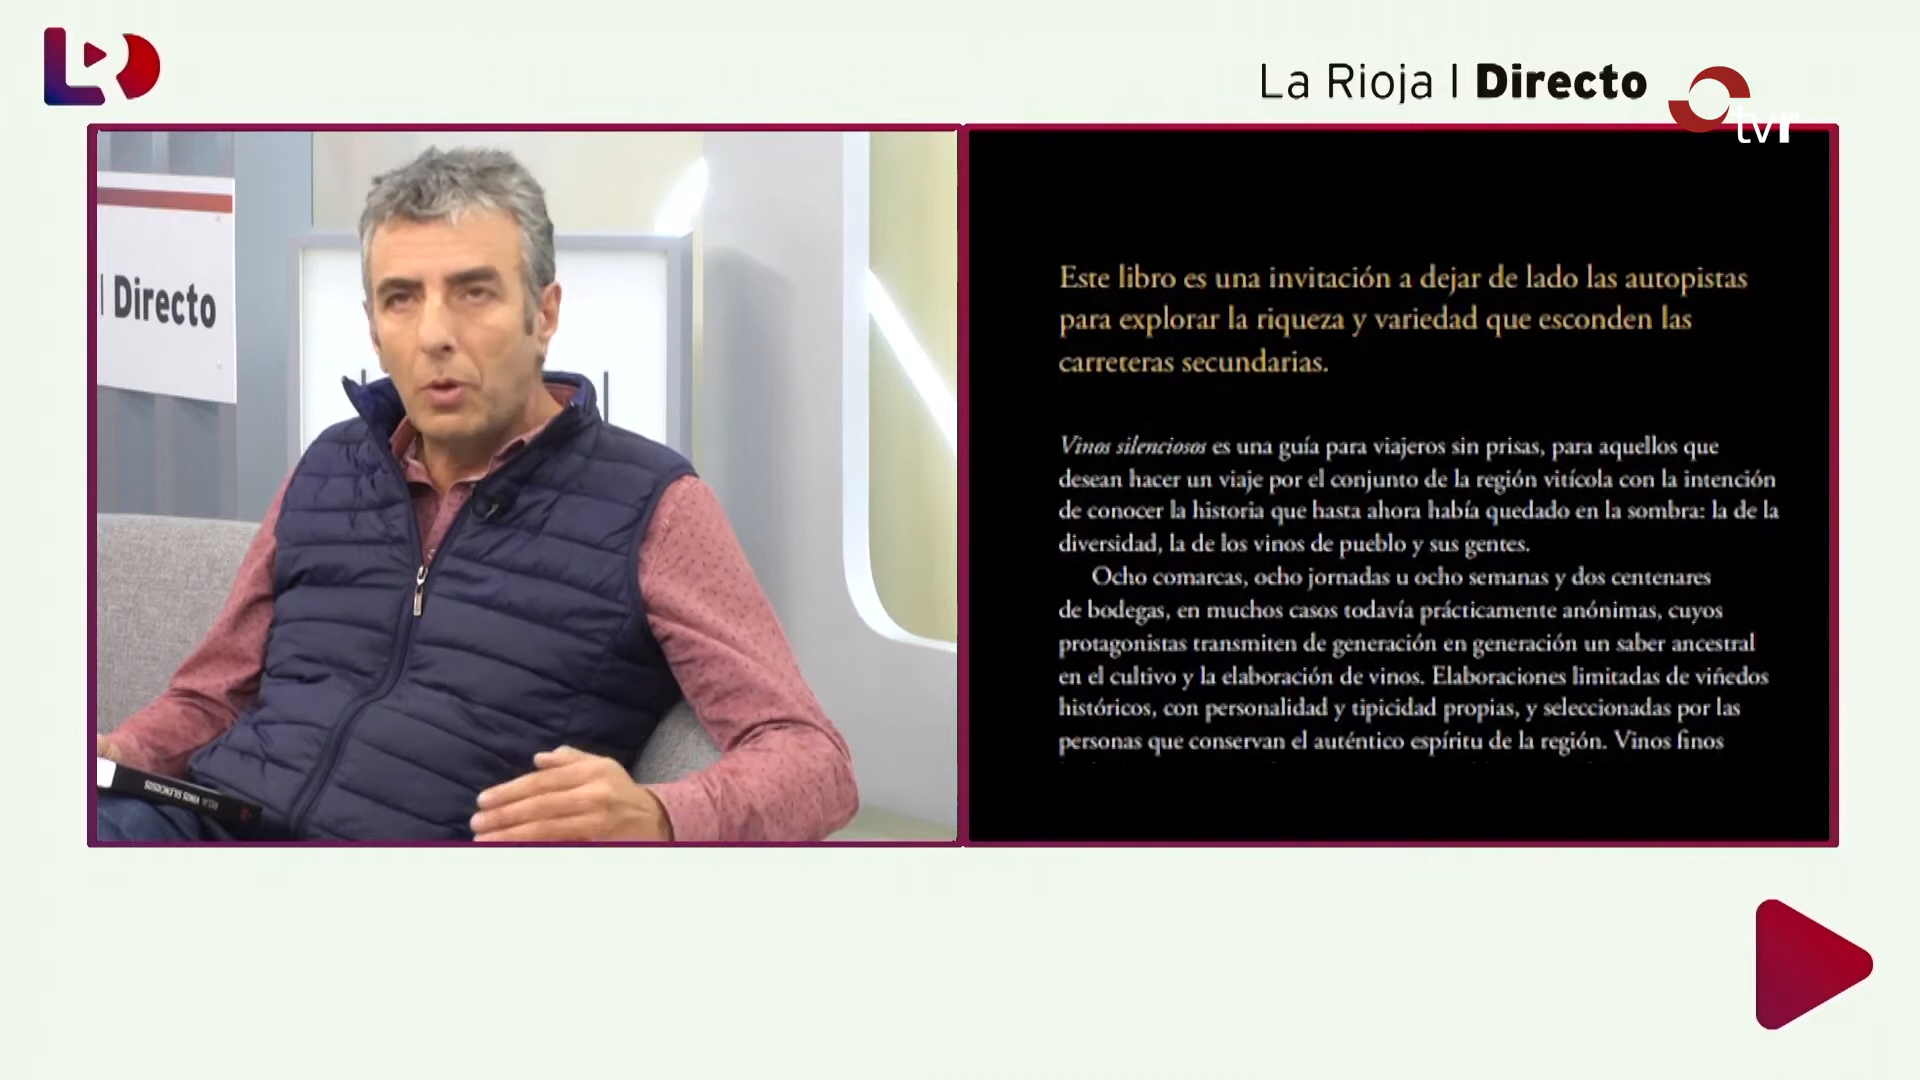 La Rioja | Directo
tvr
| Directo
RIOJA. VINOS SILENCIOSOS
Este libro es una invitación a dejar de lado las autopistas
para explorar la riqueza y variedad que esconden las
carreteras secundarias.
Vinos silenciosos es una guía para viajeros sin prisas, para aquellos que
desean hacer un viaje por el conjunto de la región vitícola con la intención
de conocer la historia que hasta ahora había quedado en la sombra: la de la
diversidad, la de los vinos de pueblo y sus gentes.
Ocho comarcas, ocho jornadas u ocho semanas y dos centenares
de bodegas, en muchos casos todavía prácticamente anónimas, cuyos
protagonistas transmiten de generación en generación un saber ancestral
en el cultivo y la elaboración de vinos. Elaboraciones limitadas de viñedos
históricos, con personalidad y tipicidad propias, y seleccionadas por las
personas que conservan el auténtico espíritu de la región. Vinos finos